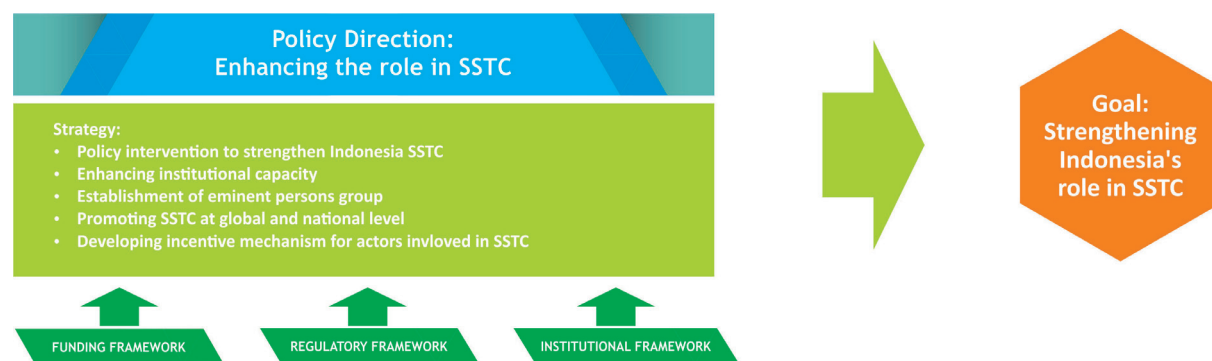 Policy Direction:
Enhancing the role in SSTC
Strategy:
• Policy intervention to strengthen Indonesia SSTC
• Enhancing institutional capacity
• Establishment of eminent persons group
• Promoting SSTC at global and national level
• Developing incentive mechanism for actors invloved in SSTC
Goal:
Strengthening
Indonesia's
role in SSTC
FUNDING FRAMEWORK
REGULATORY FRAMEWORK
INSTITUTIONAL FRAMEWORK